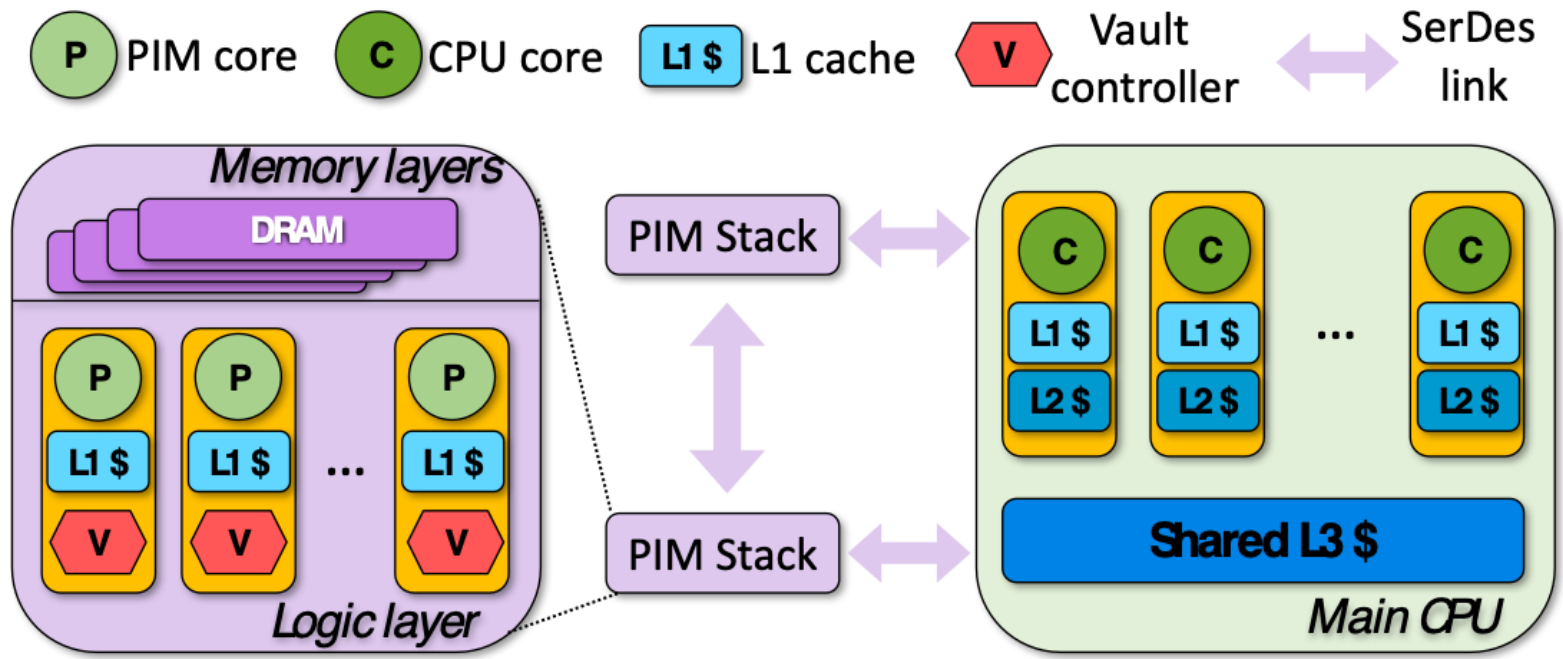 P PIM core
C CPU core
L1 $ L1 cache
V Vault controller
SerDes link
Memory layers
DRAM
P P P
L1 $ L1 $ ... L1 $
V V V
Logic layer
PIM Stack
PIM Stack
C C C
L1 $ L1 $ ... L1 $
L2 $ L2 $ L2 $
Shared L3 $
Main CPU